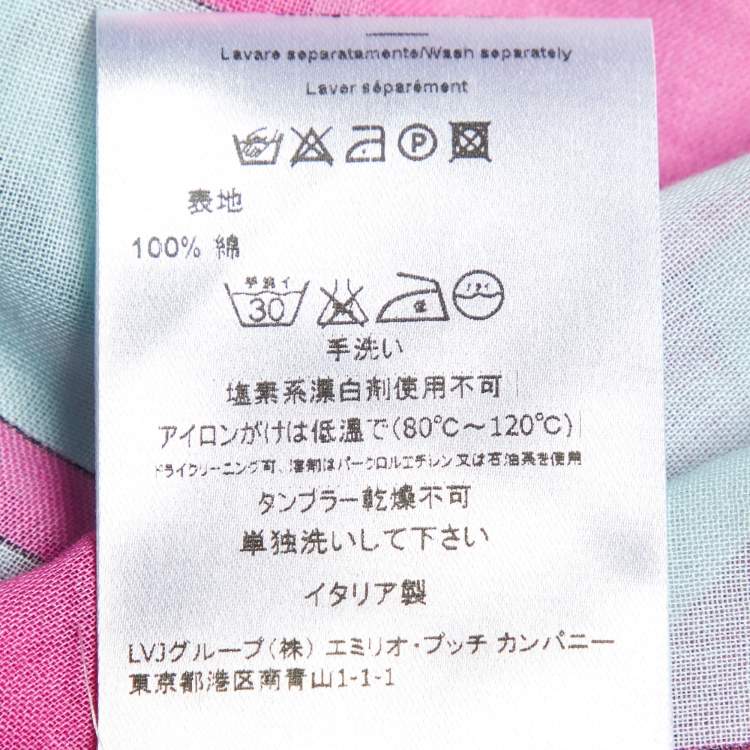 Lavare separatamente/Wash separately
Laver séparément
P
表地
100% 綿
手洗イ
30
低
ドライ
手洗い
塩素系漂白剤使用不可
アイロンがけは低温で(80℃〜120℃)
ドライクリーニング可、溶剤はパークロルエチレン又は石油系を使用
タンブラー乾燥不可
単独洗いして下さい
イタリア製
LVJグループ(株) エミリオ・プッチ カンパニー
東京都港区南青山1-1-1